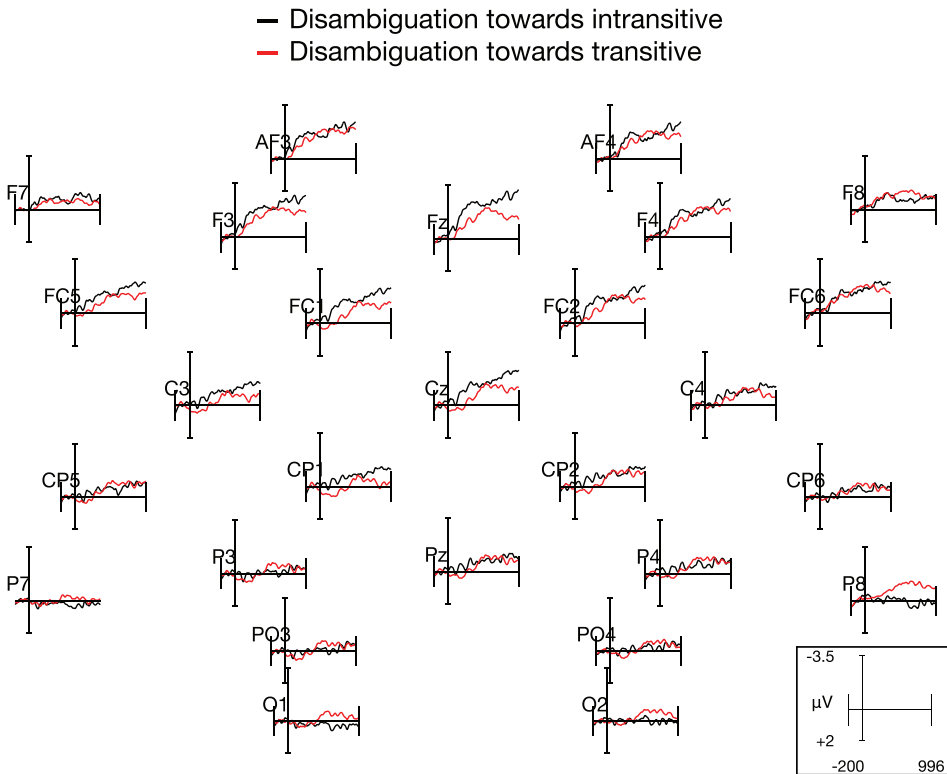 Disambiguation towards intransitive
Disambiguation towards transitive
AF3
AF4
F7
F8
F3
Fz
F4
FC5
FC1
FC2
FC6
C3
Cz
C4
CP5
CP1
CP2
CP6
P3
Pz
P4
P7
P8
PO3
PO4
O1
O2
-3.5
µV
+2
-200
996